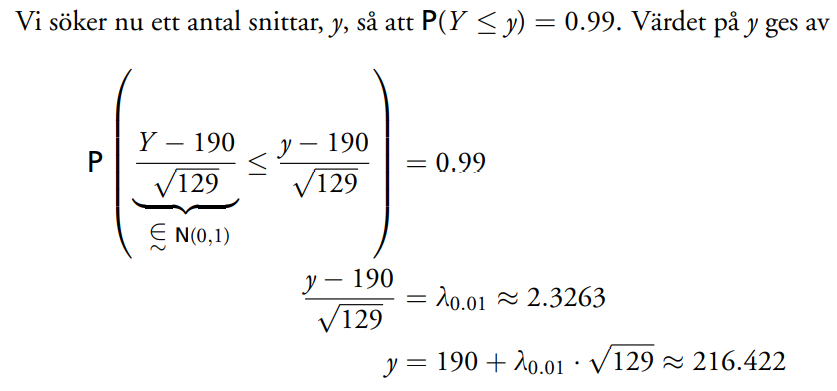 Vi söker nu ett antal snittar, y, så att P(Y ≤ y) = 0.99. Värdet på y ges av
P ( (Y − 190)/√129 ≤ (y − 190)/√129 ) = 0.99
∈~ N(0,1)
(y − 190)/√129 = λ0.01 ≈ 2.3263
y = 190 + λ0.01 · √129 ≈ 216.422